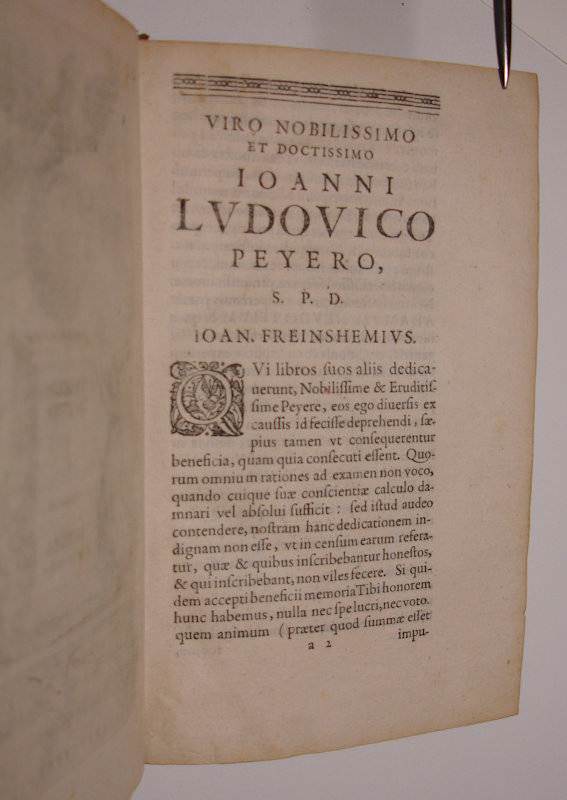 VIRO NOBILISSIMO
ET DOCTISSIMO
IOANNI
LVDOVICO
PEYERO,
S. P. D.
IOAN. FREINSHEMIVS.
QVi libros ſuos aliis dedica-
uerunt, Nobiliſſime & Eruditiſ-
ſime Peyere, eos ego diuerſis ex
cauſſis id feciſſe deprehendi, ſæ-
pius tamen vt conſequerentur
beneficia, quam quia conſecuti eſſent. Quo-
rum omnium rationes ad examen non voco,
quando cuique ſuæ conſcientiæ calculo da-
mnari vel abſolui ſufficit : ſed iſtud audeo
contendere, noſtram hanc dedicationem in-
dignam non eſſe, vt in cenſum earum refera-
tur, quæ & quibus inſcribebantur honeſtos,
& qui inſcribebant, non viles fecere. Si qui-
dem accepti beneficii memoria Tibi honorem
hunc habemus, nulla nec ſpe lucri, nec voto.
quem animum (præter quod ſummæ eſſet
a 2 impu-